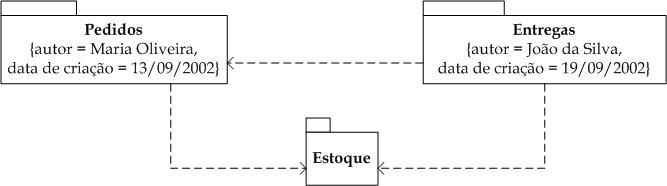 Pedidos
{autor = Maria Oliveira,
data de criação = 13/09/2002}
Entregas
{autor = João da Silva,
data de criação = 19/09/2002}
Estoque